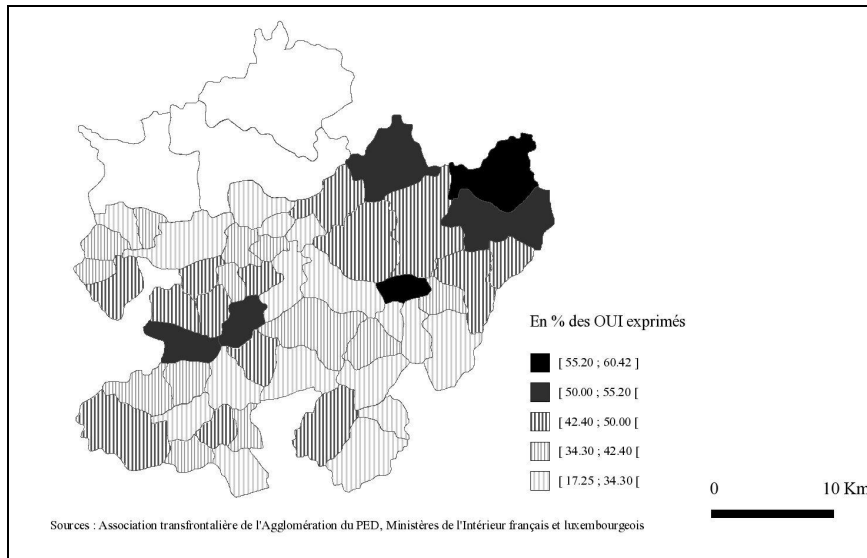 En % des OUI exprimés
[ 55.20 ; 60.42 ]
[ 50.00 ; 55.20 [
[ 42.40 ; 50.00 [
[ 34.30 ; 42.40 [
[ 17.25 ; 34.30 [
0 10 Km
Sources : Association transfrontalière de l'Agglomération du PED, Ministères de l'Intérieur français et luxembourgeois